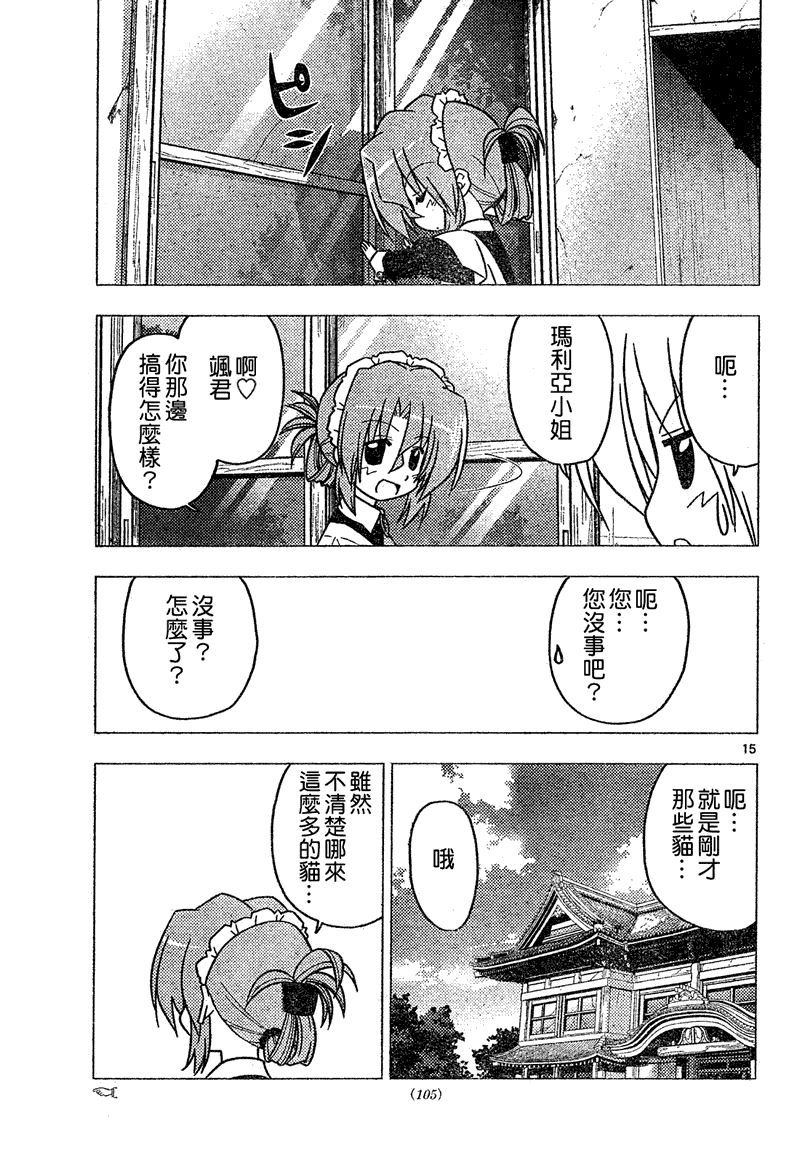 ピシッ
呃…
瑪利亞小姐
啊♡
颯君
你那邊
搞得怎麼樣？
呃…
您…
您沒事吧？
沒事？
怎麼了？
15
呃…
就是剛才
那些貓…
哦
雖然
不清楚哪來
這麼多的貓…
（105）